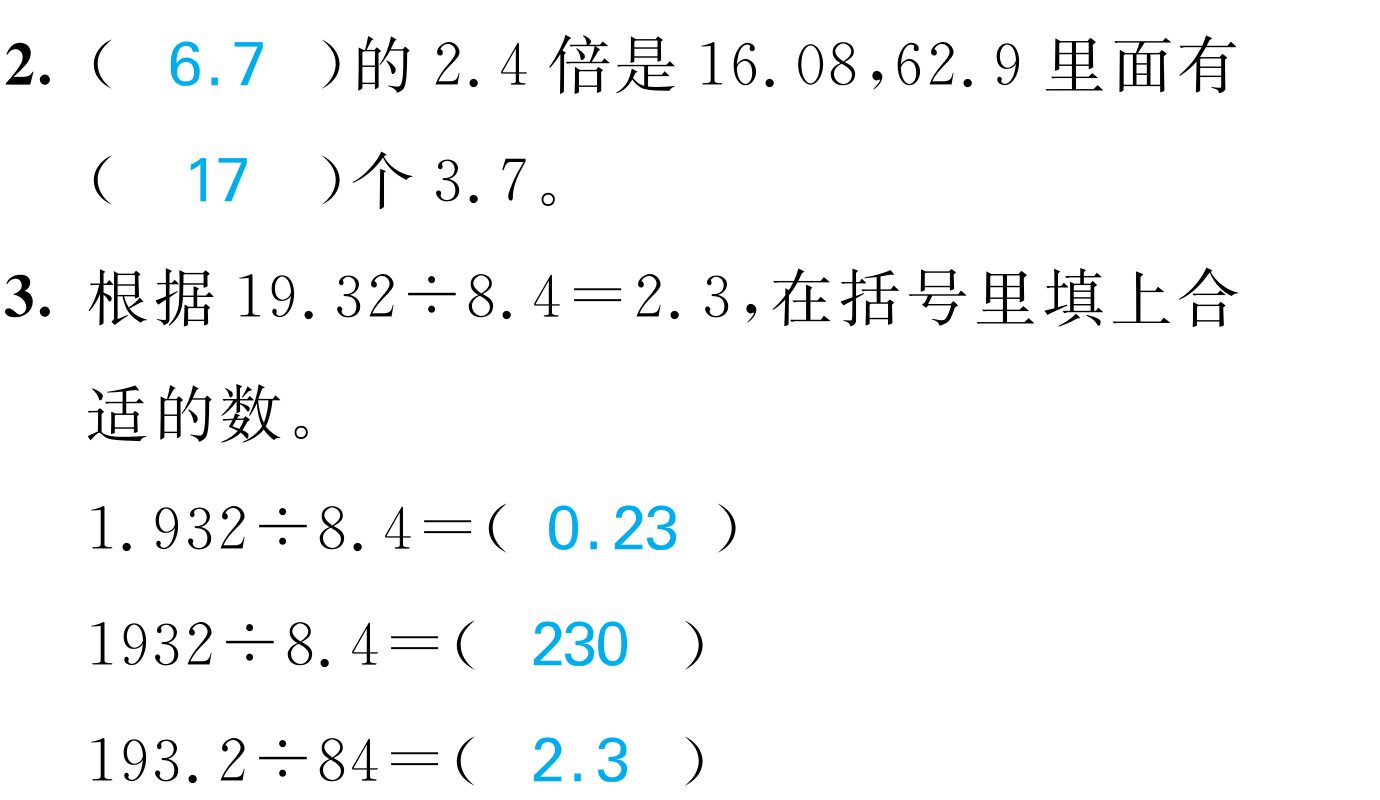 2. ( 6.7 )的 2.4 倍是 16.08,62.9 里面有
( 17 )个 3.7。
3. 根据 19.32÷8.4=2.3,在括号里填上合
适的数。
1.932÷8.4=( 0.23 )
1932÷8.4=( 230 )
193.2÷84=( 2.3 )